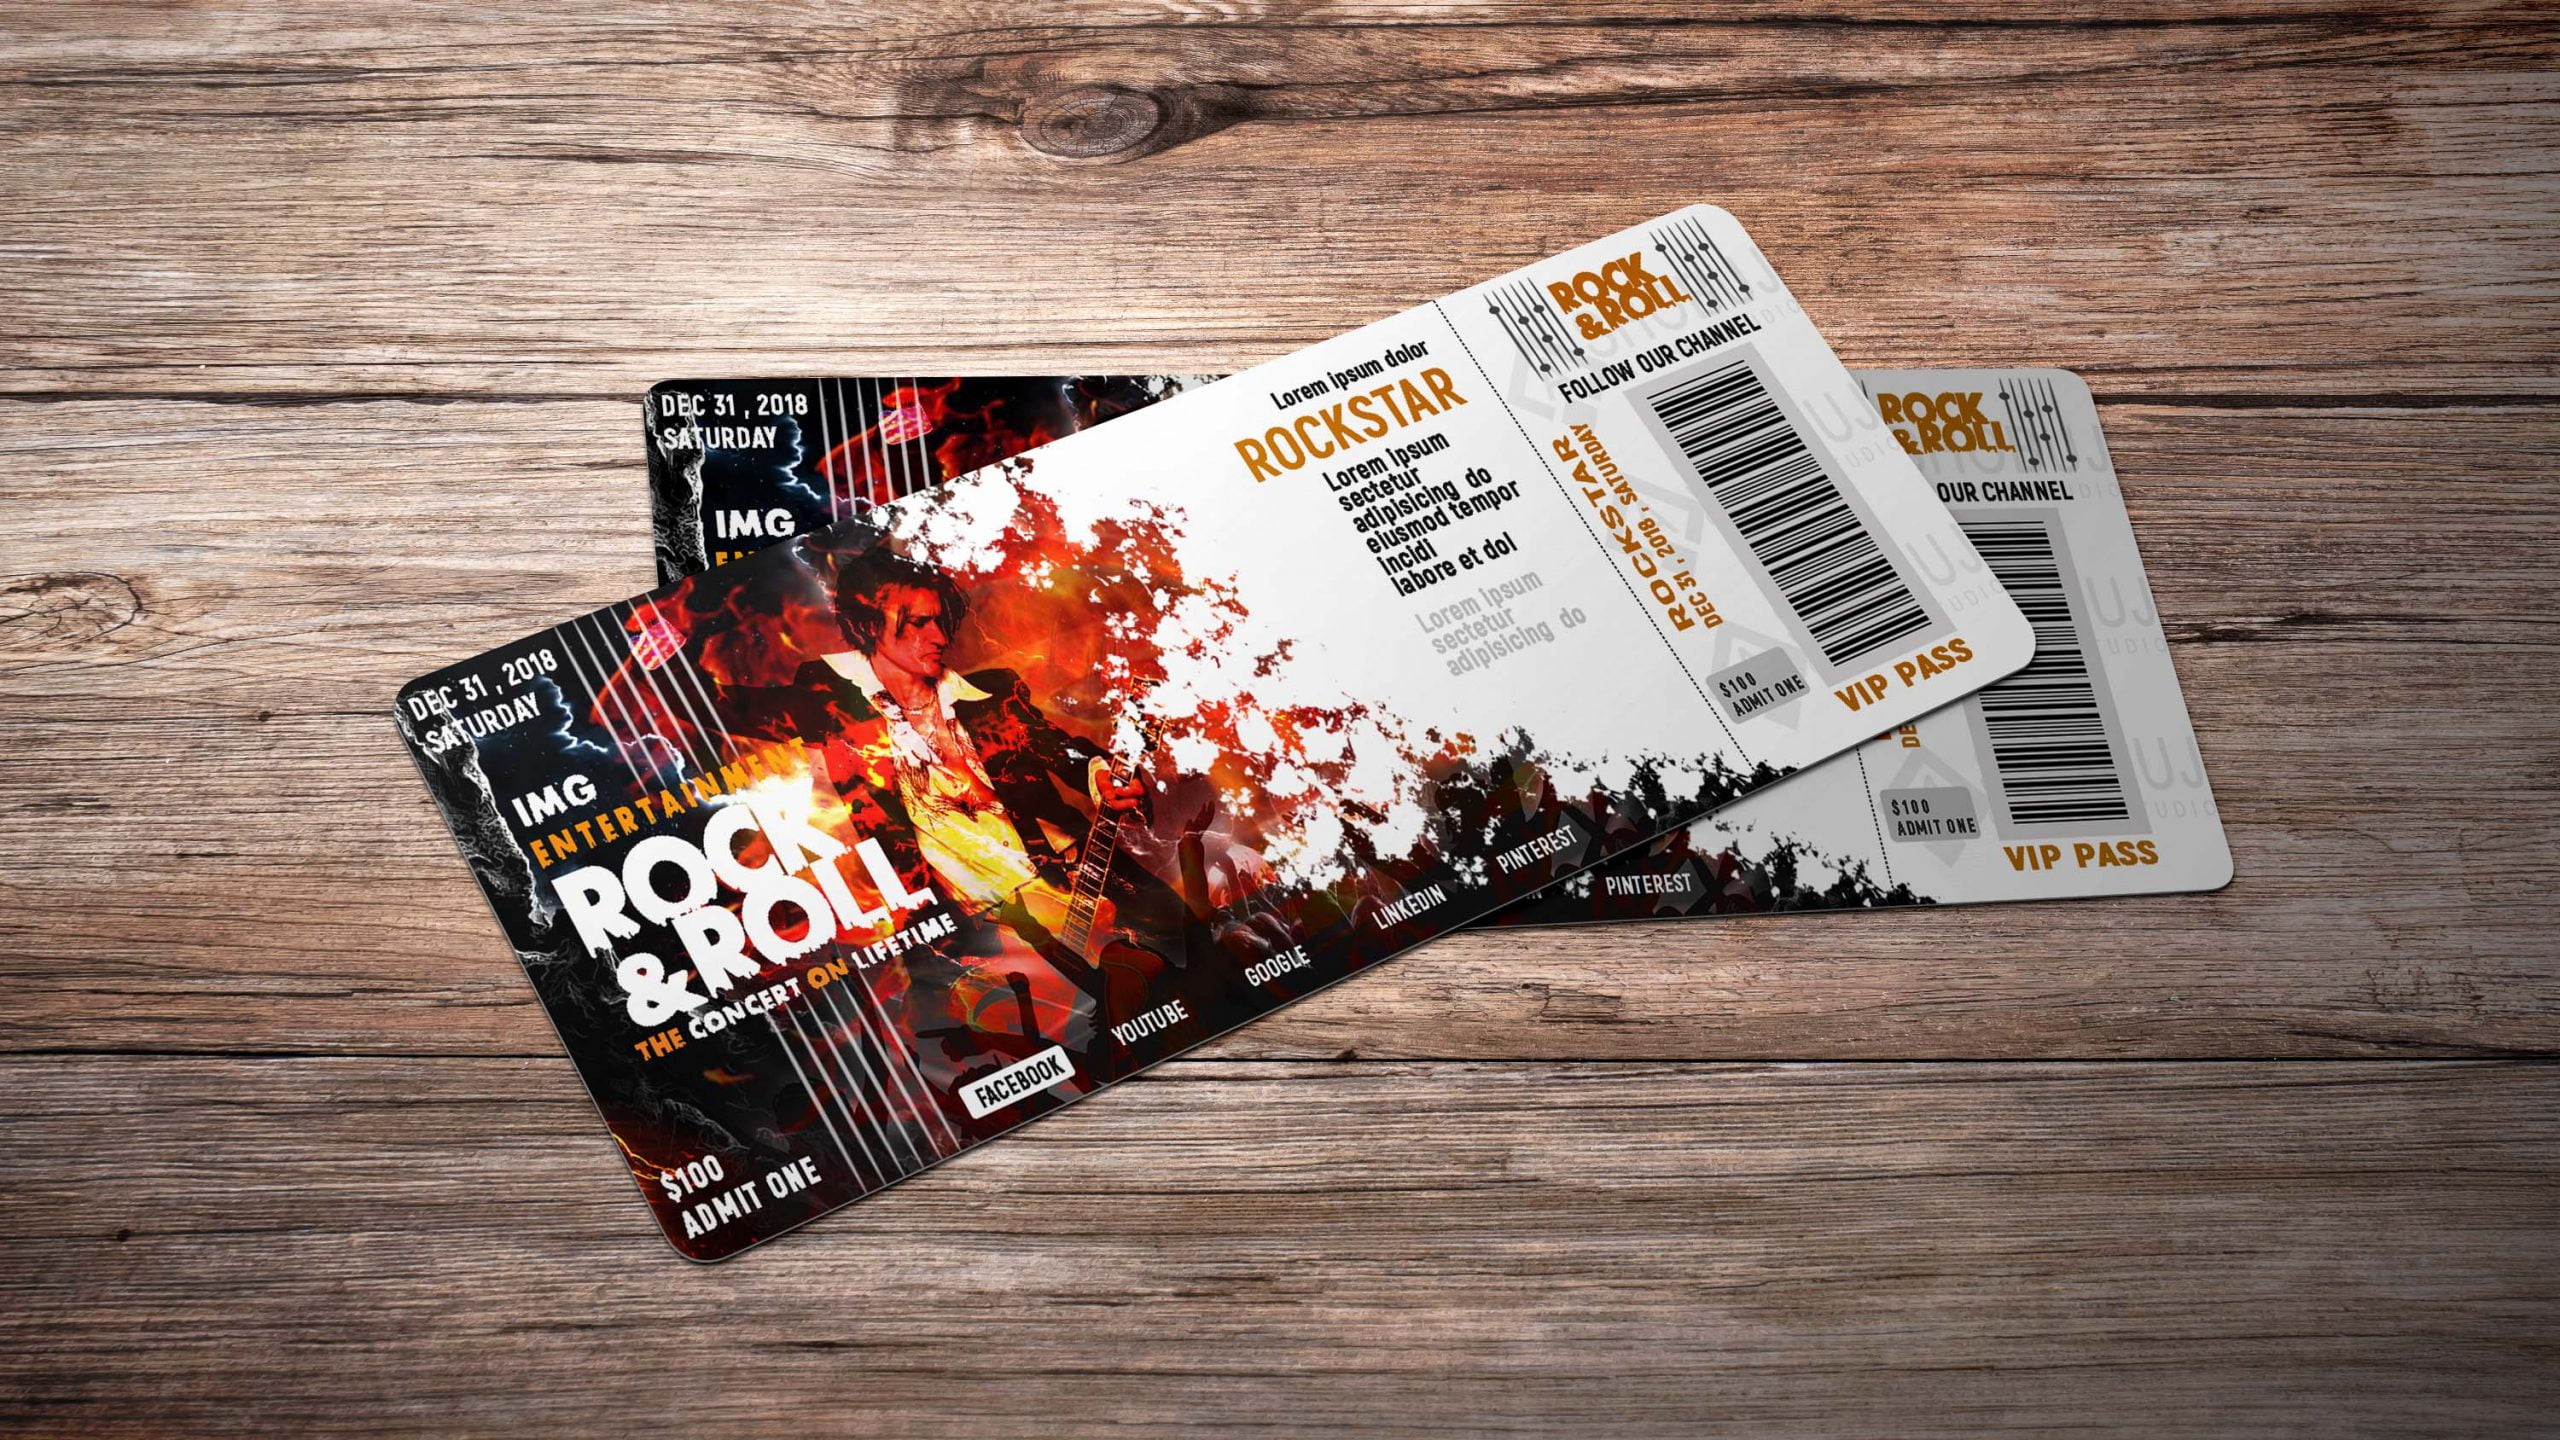 DEC 31 , 2018
SATURDAY
IMG
DEC 31 , 2018
SATURDAY
IMG
ENTERTAINMENT
ROCK
&ROLL
THE CONCERT ON LIFETIME
$100
ADMIT ONE
FACEBOOK
YOUTUBE
GOOGLE
LINKEDIN
PINTEREST
Lorem ipsum dolor
ROCKSTAR
Lorem ipsum
sectetur
adipisicing do
eiusmod tempor
incidi
labore et dol
Lorem ipsum
sectetur
adipisicing do
ROCK
&ROLL
FOLLOW OUR CHANNEL
ROCKSTAR
DEC 31 , 2018 , SATURDAY
$100
ADMIT ONE
VIP PASS
ROCK
&ROLL
OUR CHANNEL
$100
ADMIT ONE
VIP PASS
PINTEREST